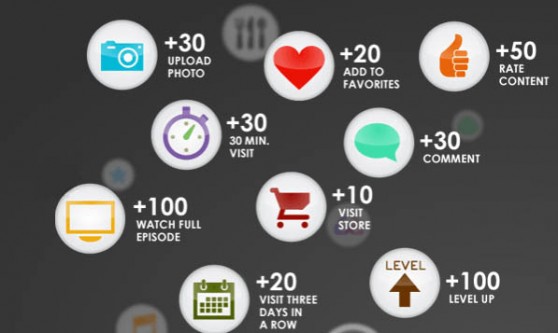 +30
UPLOAD
PHOTO
+20
ADD TO
FAVORITES
+50
RATE
CONTENT
+30
30 MIN.
VISIT
+30
COMMENT
+100
WATCH FULL
EPISODE
+10
VISIT
STORE
+20
VISIT THREE
DAYS IN
A ROW
LEVEL
+100
LEVEL UP